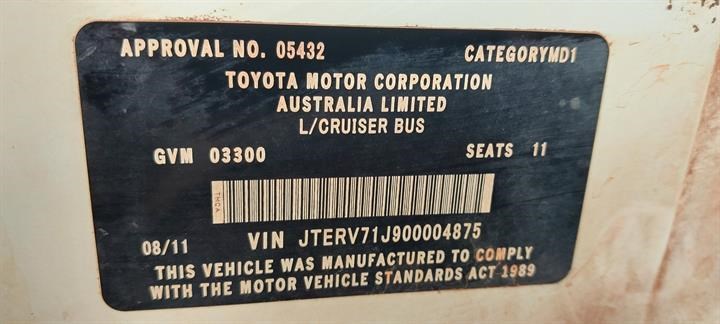 APPROVAL NO. 05432 CATEGORYMD1
TOYOTA MOTOR CORPORATION
AUSTRALIA LIMITED
L/CRUISER BUS
GVM 03300 SEATS 11
TMCA
08/11 VIN JTERV71J900004875
THIS VEHICLE WAS MANUFACTURED TO COMPLY
WITH THE MOTOR VEHICLE STANDARDS ACT 1989